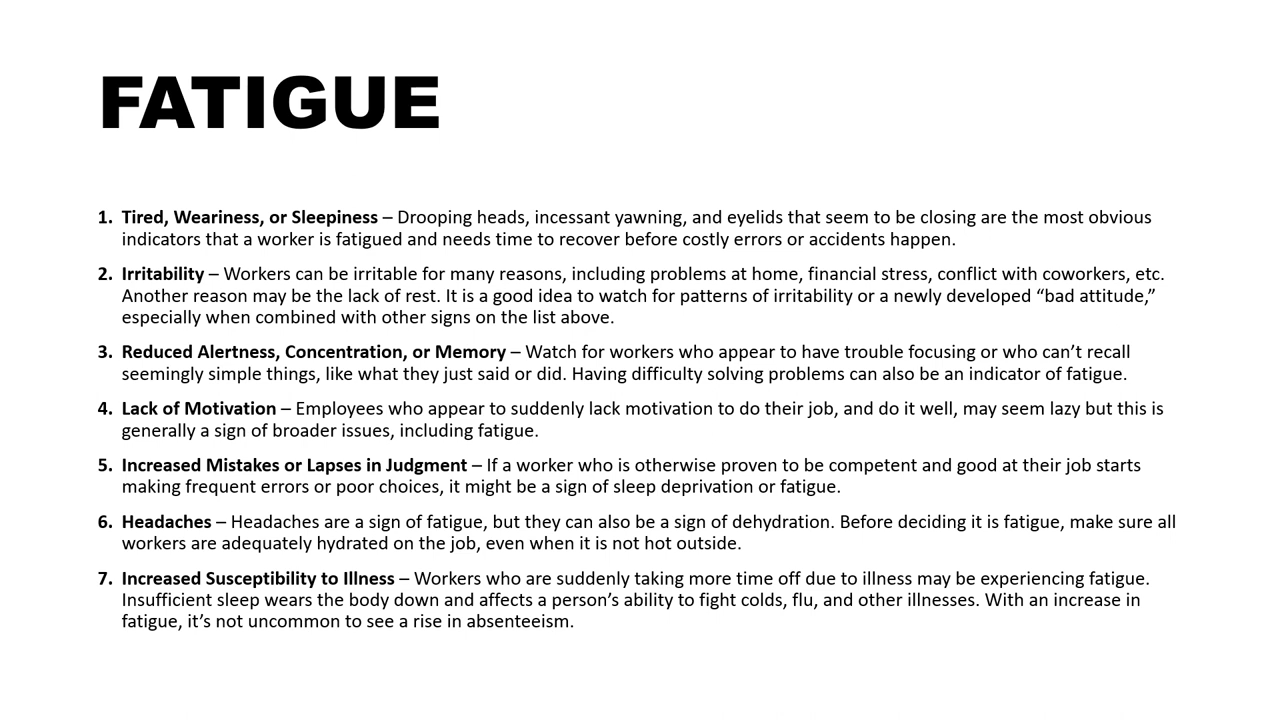 FATIGUE
1. Tired, Weariness, or Sleepiness – Drooping heads, incessant yawning, and eyelids that seem to be closing are the most obvious
indicators that a worker is fatigued and needs time to recover before costly errors or accidents happen.
2. Irritability – Workers can be irritable for many reasons, including problems at home, financial stress, conflict with coworkers, etc.
Another reason may be the lack of rest. It is a good idea to watch for patterns of irritability or a newly developed “bad attitude,”
especially when combined with other signs on the list above.
3. Reduced Alertness, Concentration, or Memory – Watch for workers who appear to have trouble focusing or who can’t recall
seemingly simple things, like what they just said or did. Having difficulty solving problems can also be an indicator of fatigue.
4. Lack of Motivation – Employees who appear to suddenly lack motivation to do their job, and do it well, may seem lazy but this is
generally a sign of broader issues, including fatigue.
5. Increased Mistakes or Lapses in Judgment – If a worker who is otherwise proven to be competent and good at their job starts
making frequent errors or poor choices, it might be a sign of sleep deprivation or fatigue.
6. Headaches – Headaches are a sign of fatigue, but they can also be a sign of dehydration. Before deciding it is fatigue, make sure all
workers are adequately hydrated on the job, even when it is not hot outside.
7. Increased Susceptibility to Illness – Workers who are suddenly taking more time off due to illness may be experiencing fatigue.
Insufficient sleep wears the body down and affects a person’s ability to fight colds, flu, and other illnesses. With an increase in
fatigue, it’s not uncommon to see a rise in absenteeism.